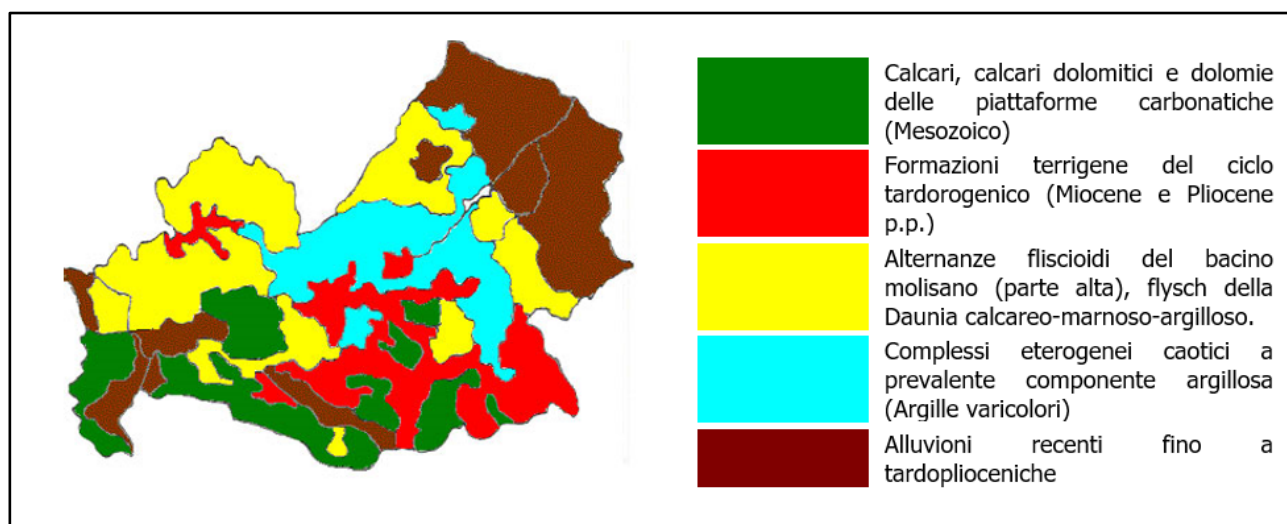 Calcari, calcari dolomitici e dolomie
delle piattaforme carbonatiche
(Mesozoico)
Formazioni terrigene del ciclo
tardorogenico (Miocene e Pliocene
p.p.)
Alternanze fliscioidi del bacino
molisano (parte alta), flysch della
Daunia calcareo-marnoso-argilloso.
Complessi eterogenei caotici a
prevalente componente argillosa
(Argille varicolori)
Alluvioni recenti fino a
tardoplioceniche